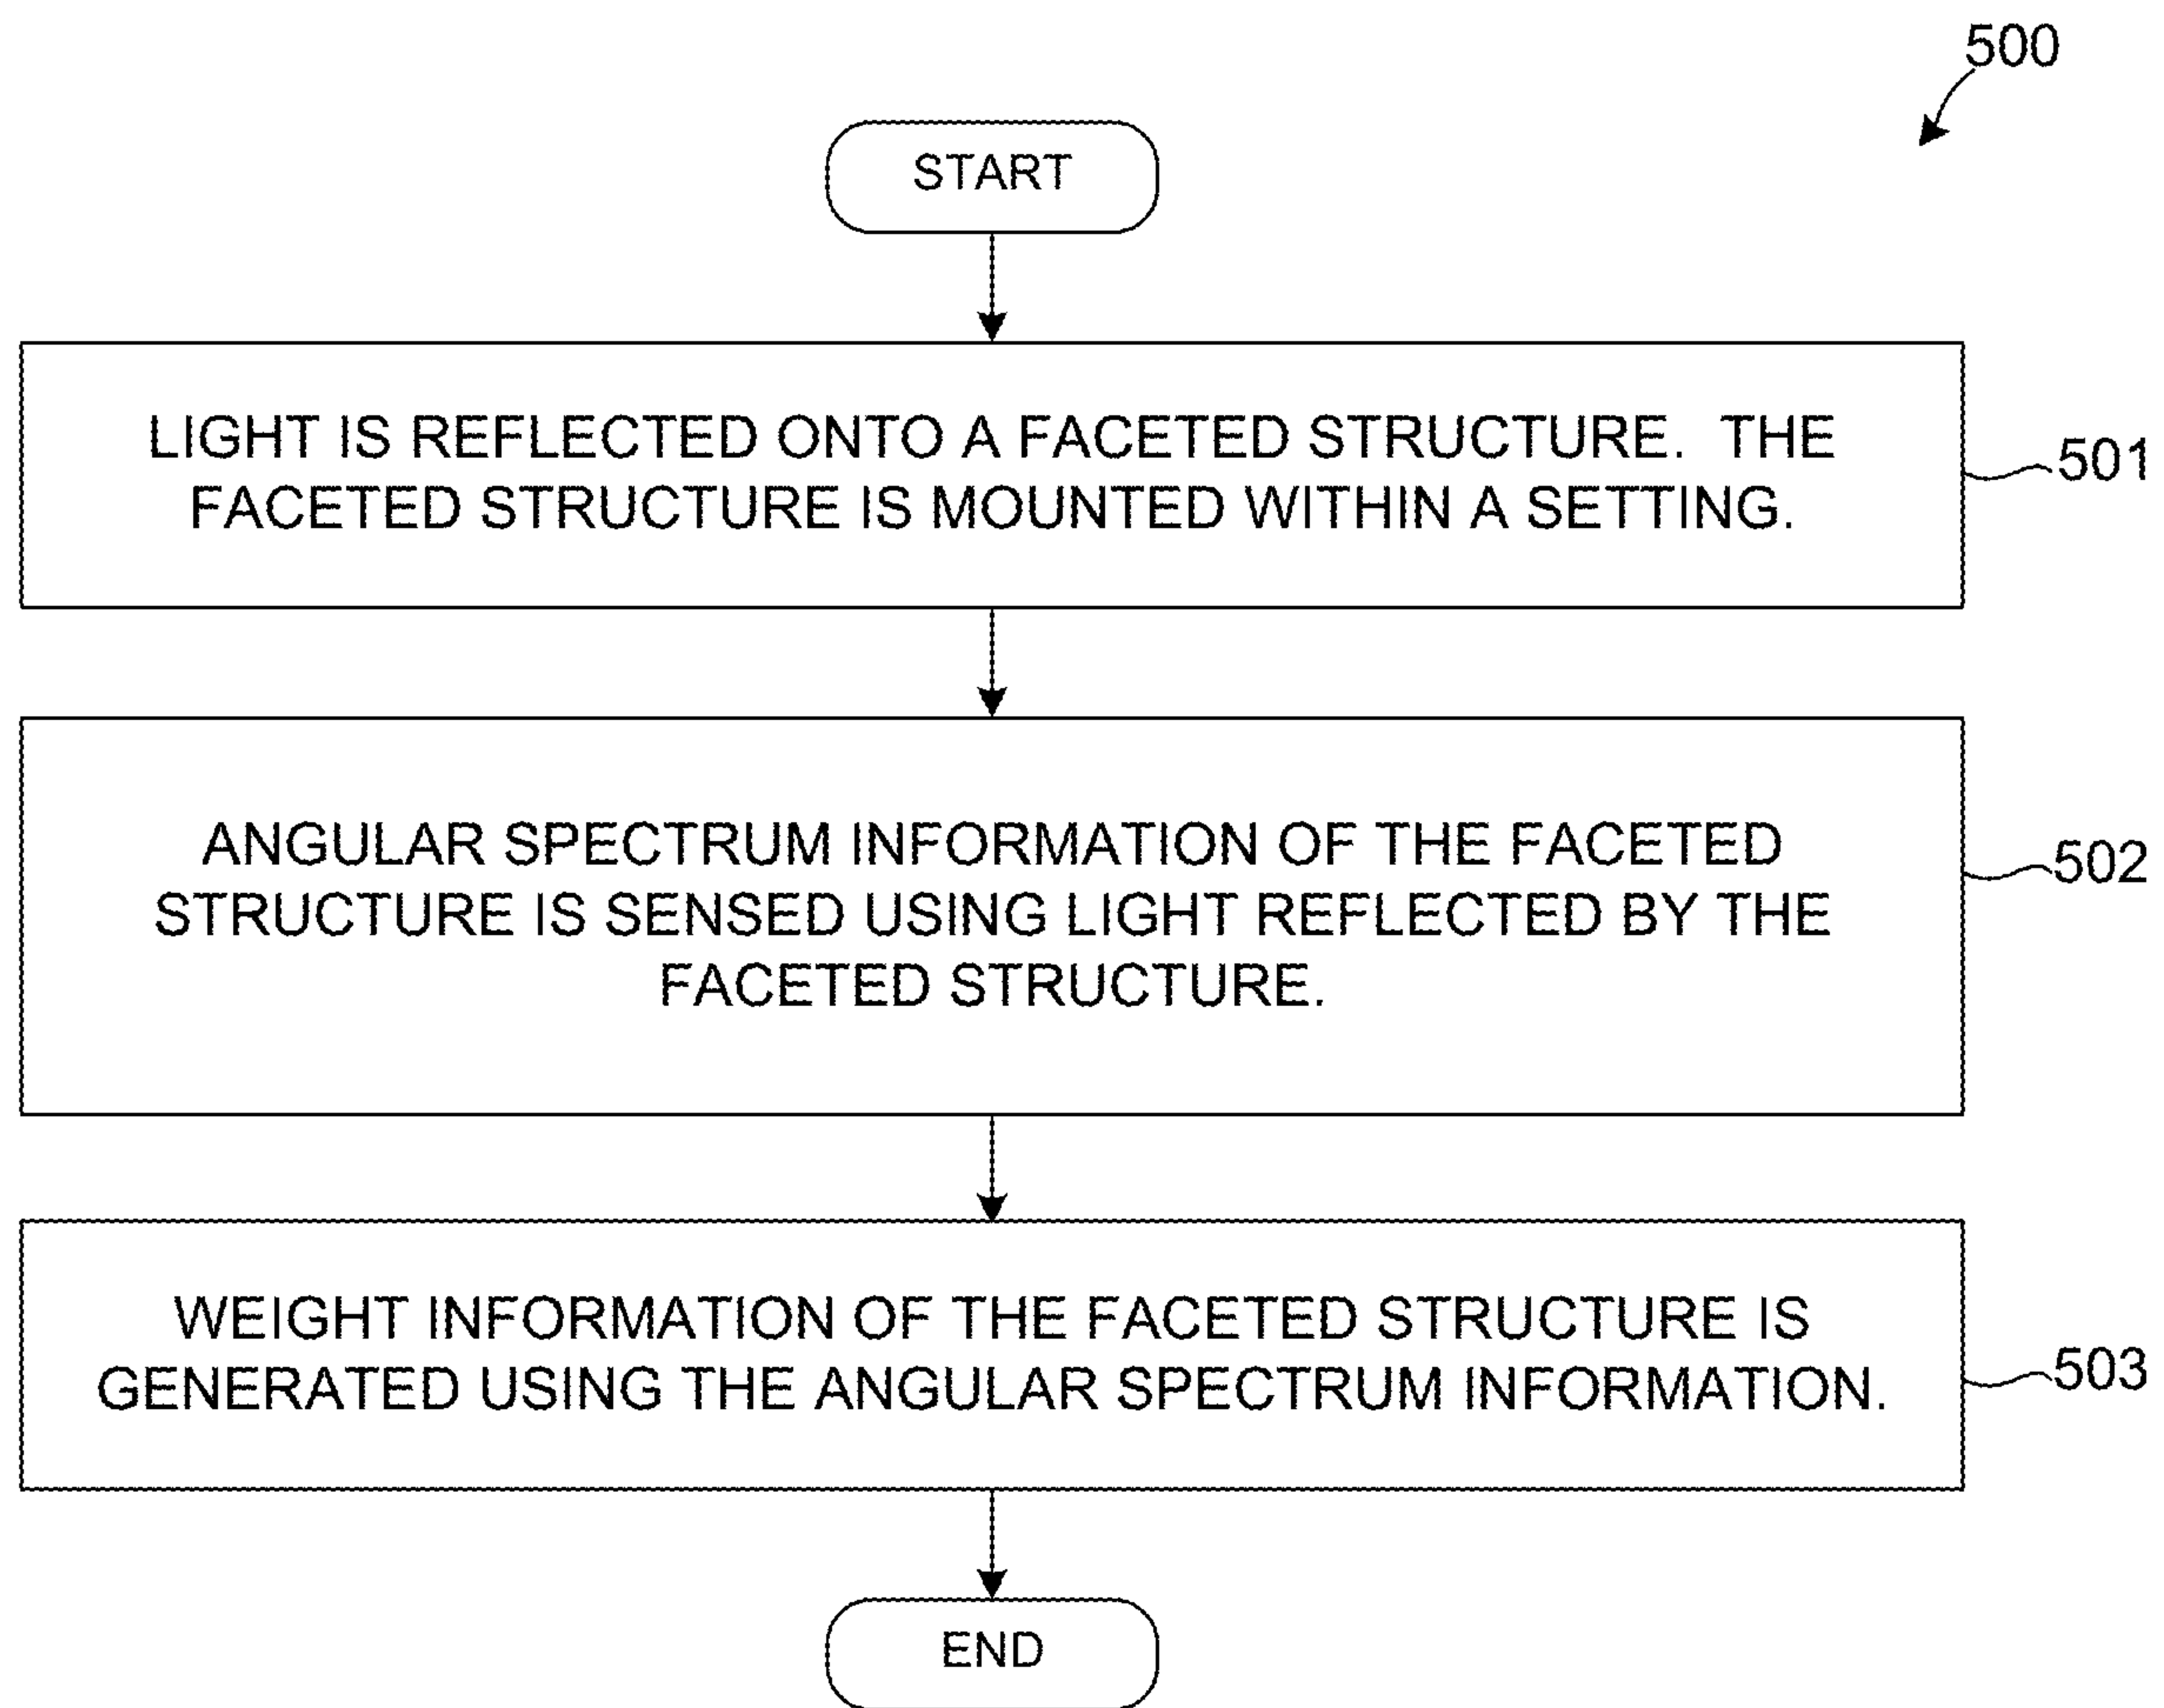 500
START
LIGHT IS REFLECTED ONTO A FACETED STRUCTURE. THE
FACETED STRUCTURE IS MOUNTED WITHIN A SETTING.
501
ANGULAR SPECTRUM INFORMATION OF THE FACETED
STRUCTURE IS SENSED USING LIGHT REFLECTED BY THE
FACETED STRUCTURE.
502
WEIGHT INFORMATION OF THE FACETED STRUCTURE IS
GENERATED USING THE ANGULAR SPECTRUM INFORMATION.
503
END